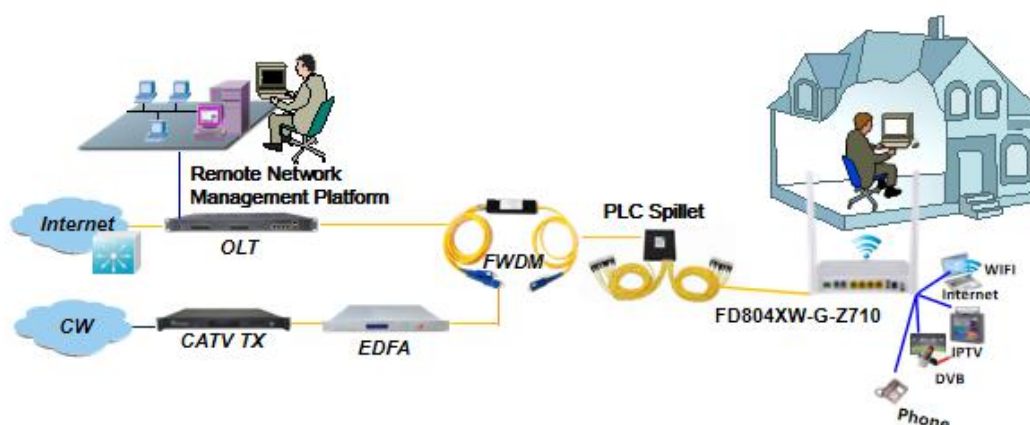 Remote Network
Management Platform
Internet
OLT
FWDM
PLC Spillet
CW
CATV TX
EDFA
FD804XW-G-Z710
WIFI
Internet
IPTV
DVB
Phone